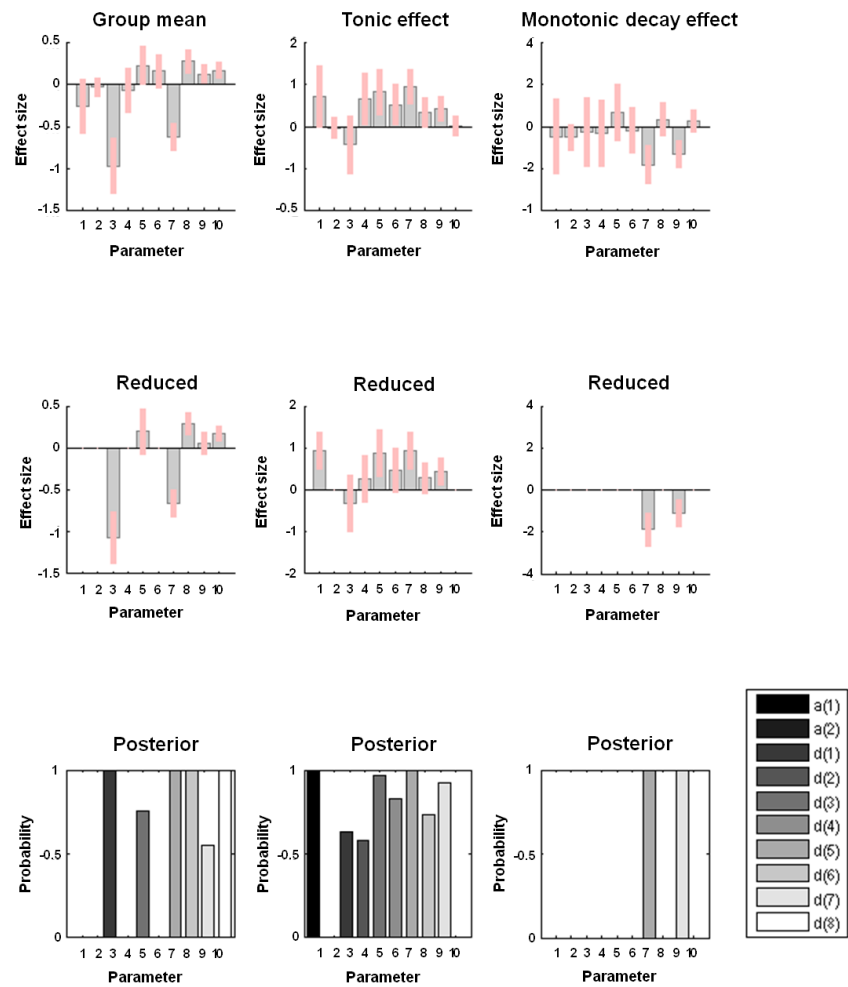 Group mean
Tonic effect
Monotonic decay effect
0.5
0
-0.5
-1
-1.5
Effect size
1 2 3 4 5 6 7 8 9 10
Parameter
2
1
0
-1
-0.5
Effect size
1 2 3 4 5 6 7 8 9 10
Parameter
4
2
0
-2
-1
Effect size
1 2 3 4 5 6 7 8 9 10
Parameter
Reduced
Reduced
Reduced
0.5
0
-0.5
-1
-1.5
Effect size
1 2 3 4 5 6 7 8 9 10
Parameter
2
1
0
-1
-2
Effect size
1 2 3 4 5 6 7 8 9 10
Parameter
4
2
0
-2
-4
Effect size
1 2 3 4 5 6 7 8 9 10
Parameter
Posterior
Posterior
Posterior
1
-0.5
0
Probability
1 2 3 4 5 6 7 8 9 10
Parameter
1
-0.5
0
Probability
1 2 3 4 5 6 7 8 9 10
Parameter
1
-0.5
0
Probability
1 2 3 4 5 6 7 8 9 10
Parameter
a(1)
a(2)
d(1)
d(2)
d(3)
d(4)
d(5)
d(6)
d(7)
d(8)